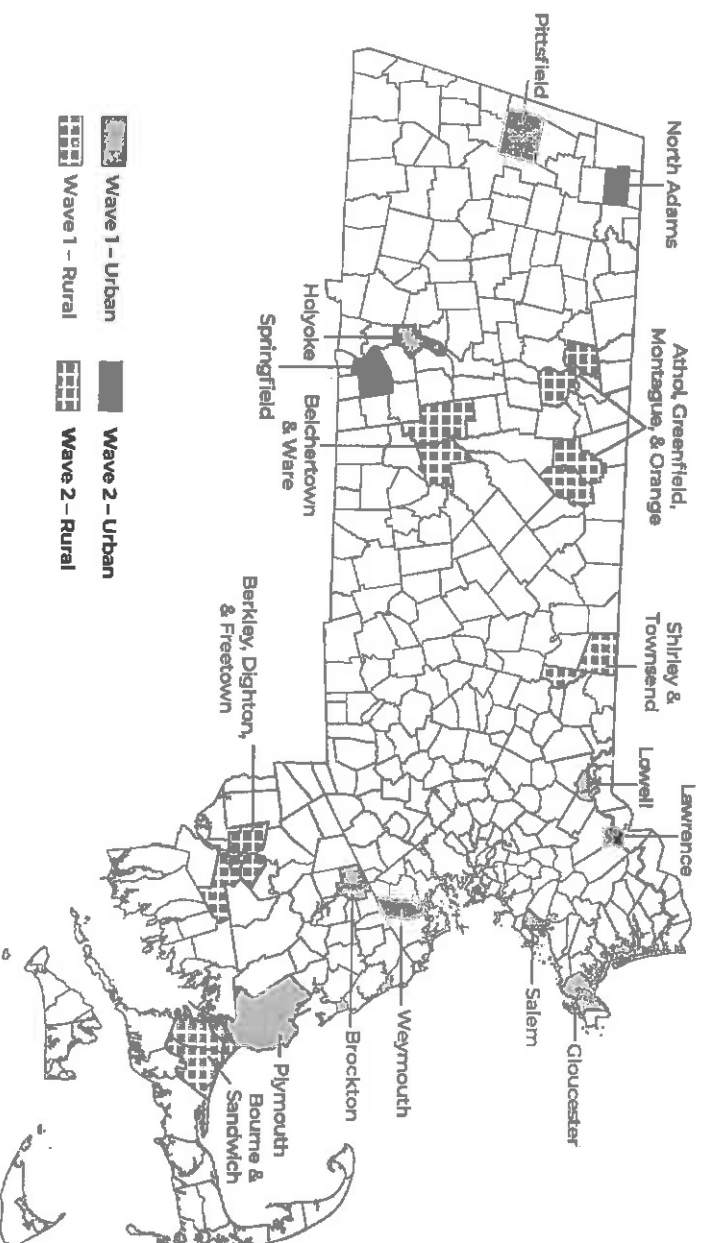 Pittsfield
North Adams
Athol, Greenfield,
Montague, & Orange
Shirley &
Townsend
Lowell
Lawrence
Holyoke
Springfield
Belchertown
& Ware
Berkley, Dighton,
& Freetown
Salem
Gloucester
Weymouth
Brockton
Plymouth
Bourne &
Sandwich
Wave 1 – Urban
Wave 2 – Urban
Wave 1 – Rural
Wave 2 – Rural